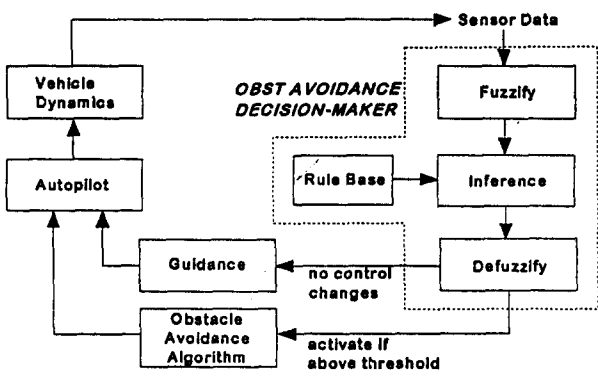 Sensor Data
Vehicle
Dynamics
OBST AVOIDANCE
DECISION-MAKER
Fuzzify
Autopilot
Rule Base
Inference
Guidance
no control
changes
Defuzzify
Obstacle
Avoidance
Algorithm
activate if
above threshold